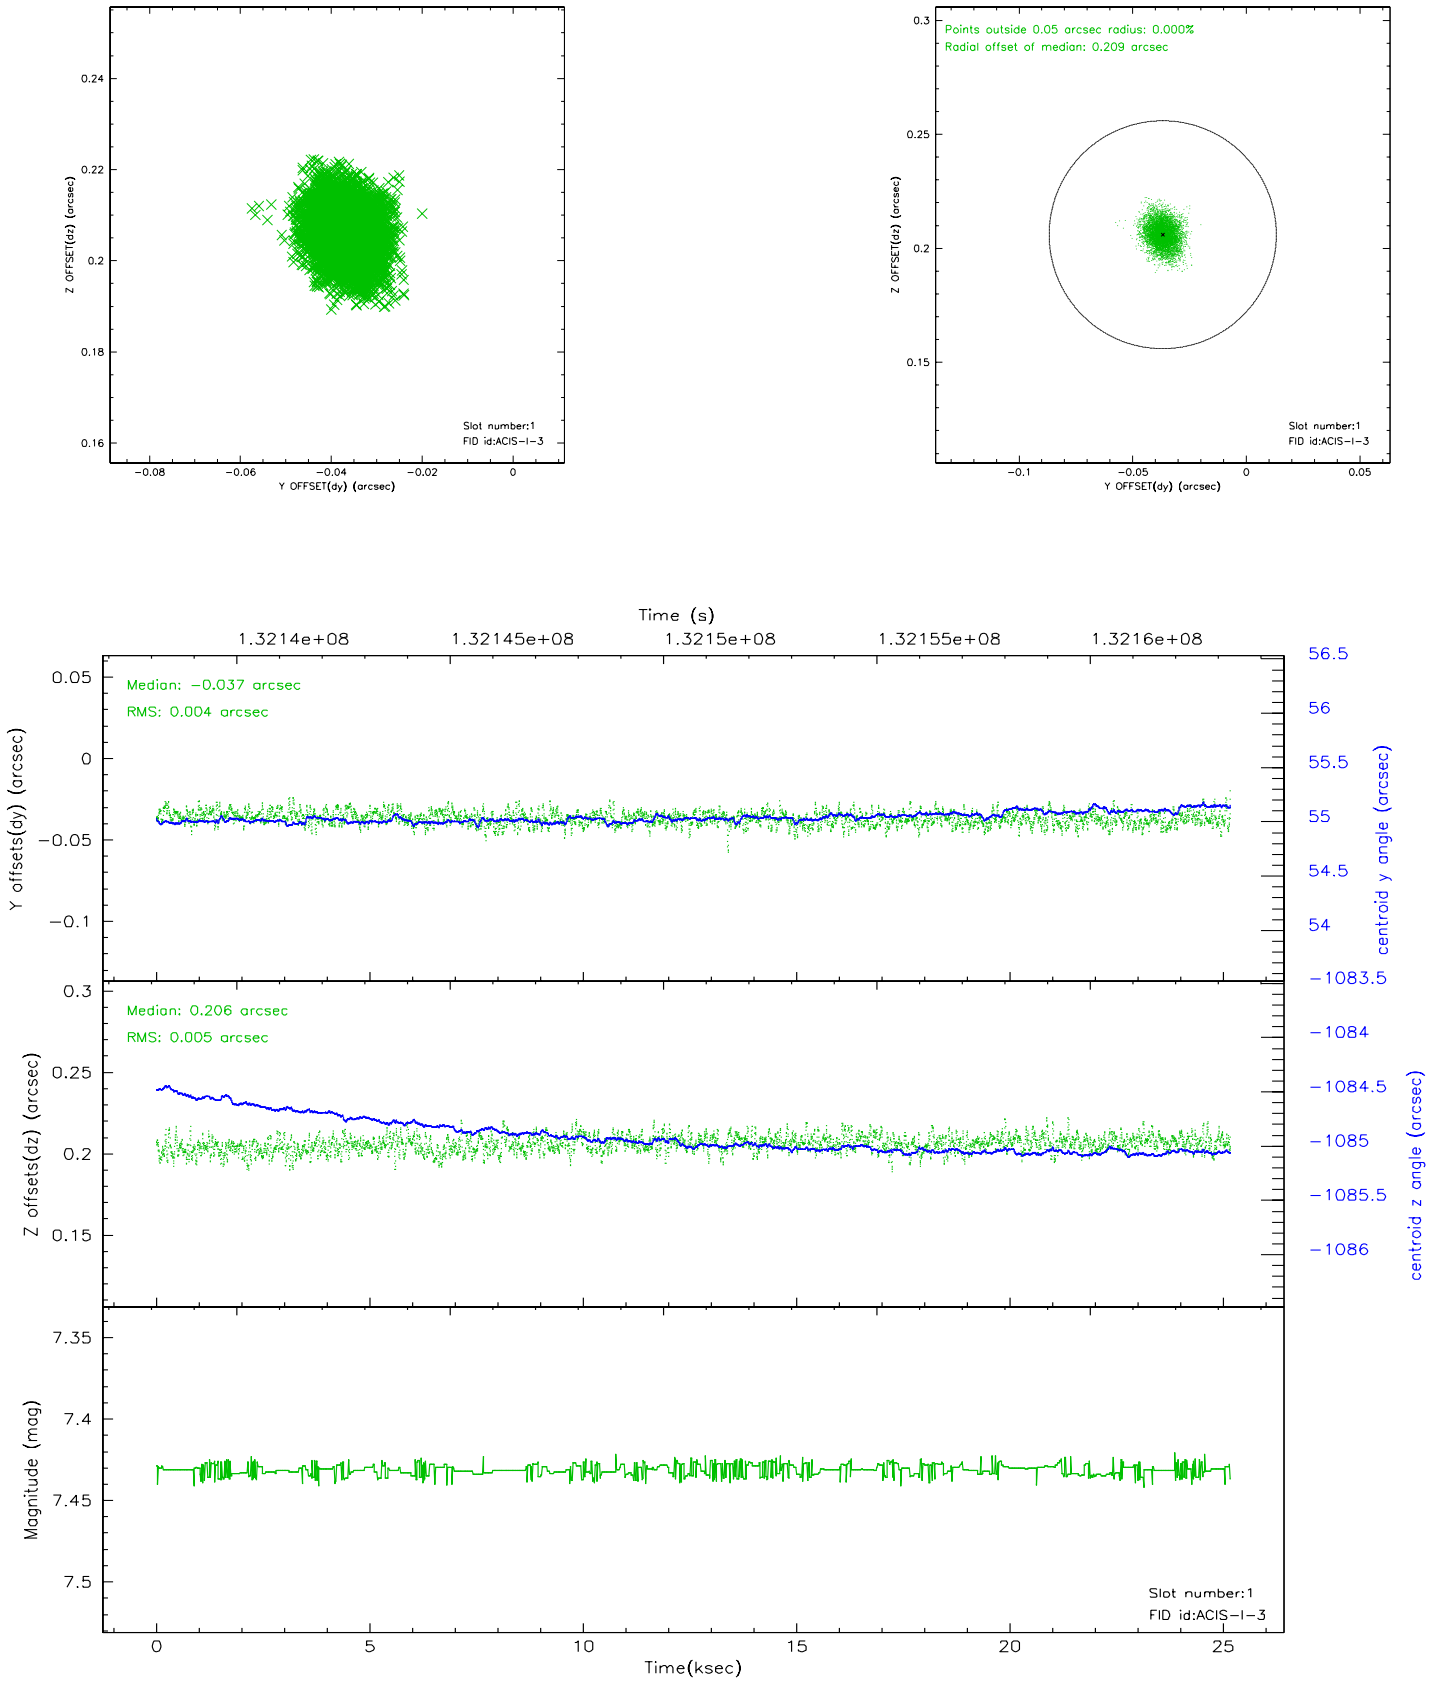 0.24
0.22
0.2
0.18
0.16
Z OFFSET(dz) (arcsec)
Slot number:1
FID id:ACIS-I-3
-0.08 -0.06 -0.04 -0.02 0
Y OFFSET(dy) (arcsec)
Points outside 0.05 arcsec radius: 0.000%
Radial offset of median: 0.209 arcsec
0.3
0.25
0.2
0.15
Z OFFSET(dz) (arcsec)
Slot number:1
FID id:ACIS-I-3
-0.1 -0.05 0 0.05
Y OFFSET(dy) (arcsec)
Time (s)
1.3214e+08 1.32145e+08 1.3215e+08 1.32155e+08 1.3216e+08
Median: -0.037 arcsec
RMS: 0.004 arcsec
0.05
0
-0.05
-0.1
Y offsets(dy) (arcsec)
56.5
56
55.5
55
54.5
54
-1083.5
centroid y angle (arcsec)
Median: 0.206 arcsec
RMS: 0.005 arcsec
0.3
0.25
0.2
0.15
Z offsets(dz) (arcsec)
-1084
-1084.5
-1085
-1085.5
-1086
centroid z angle (arcsec)
7.35
7.4
7.45
7.5
Magnitude (mag)
Slot number:1
FID id:ACIS-I-3
0 5 10 15 20 25
Time(ksec)